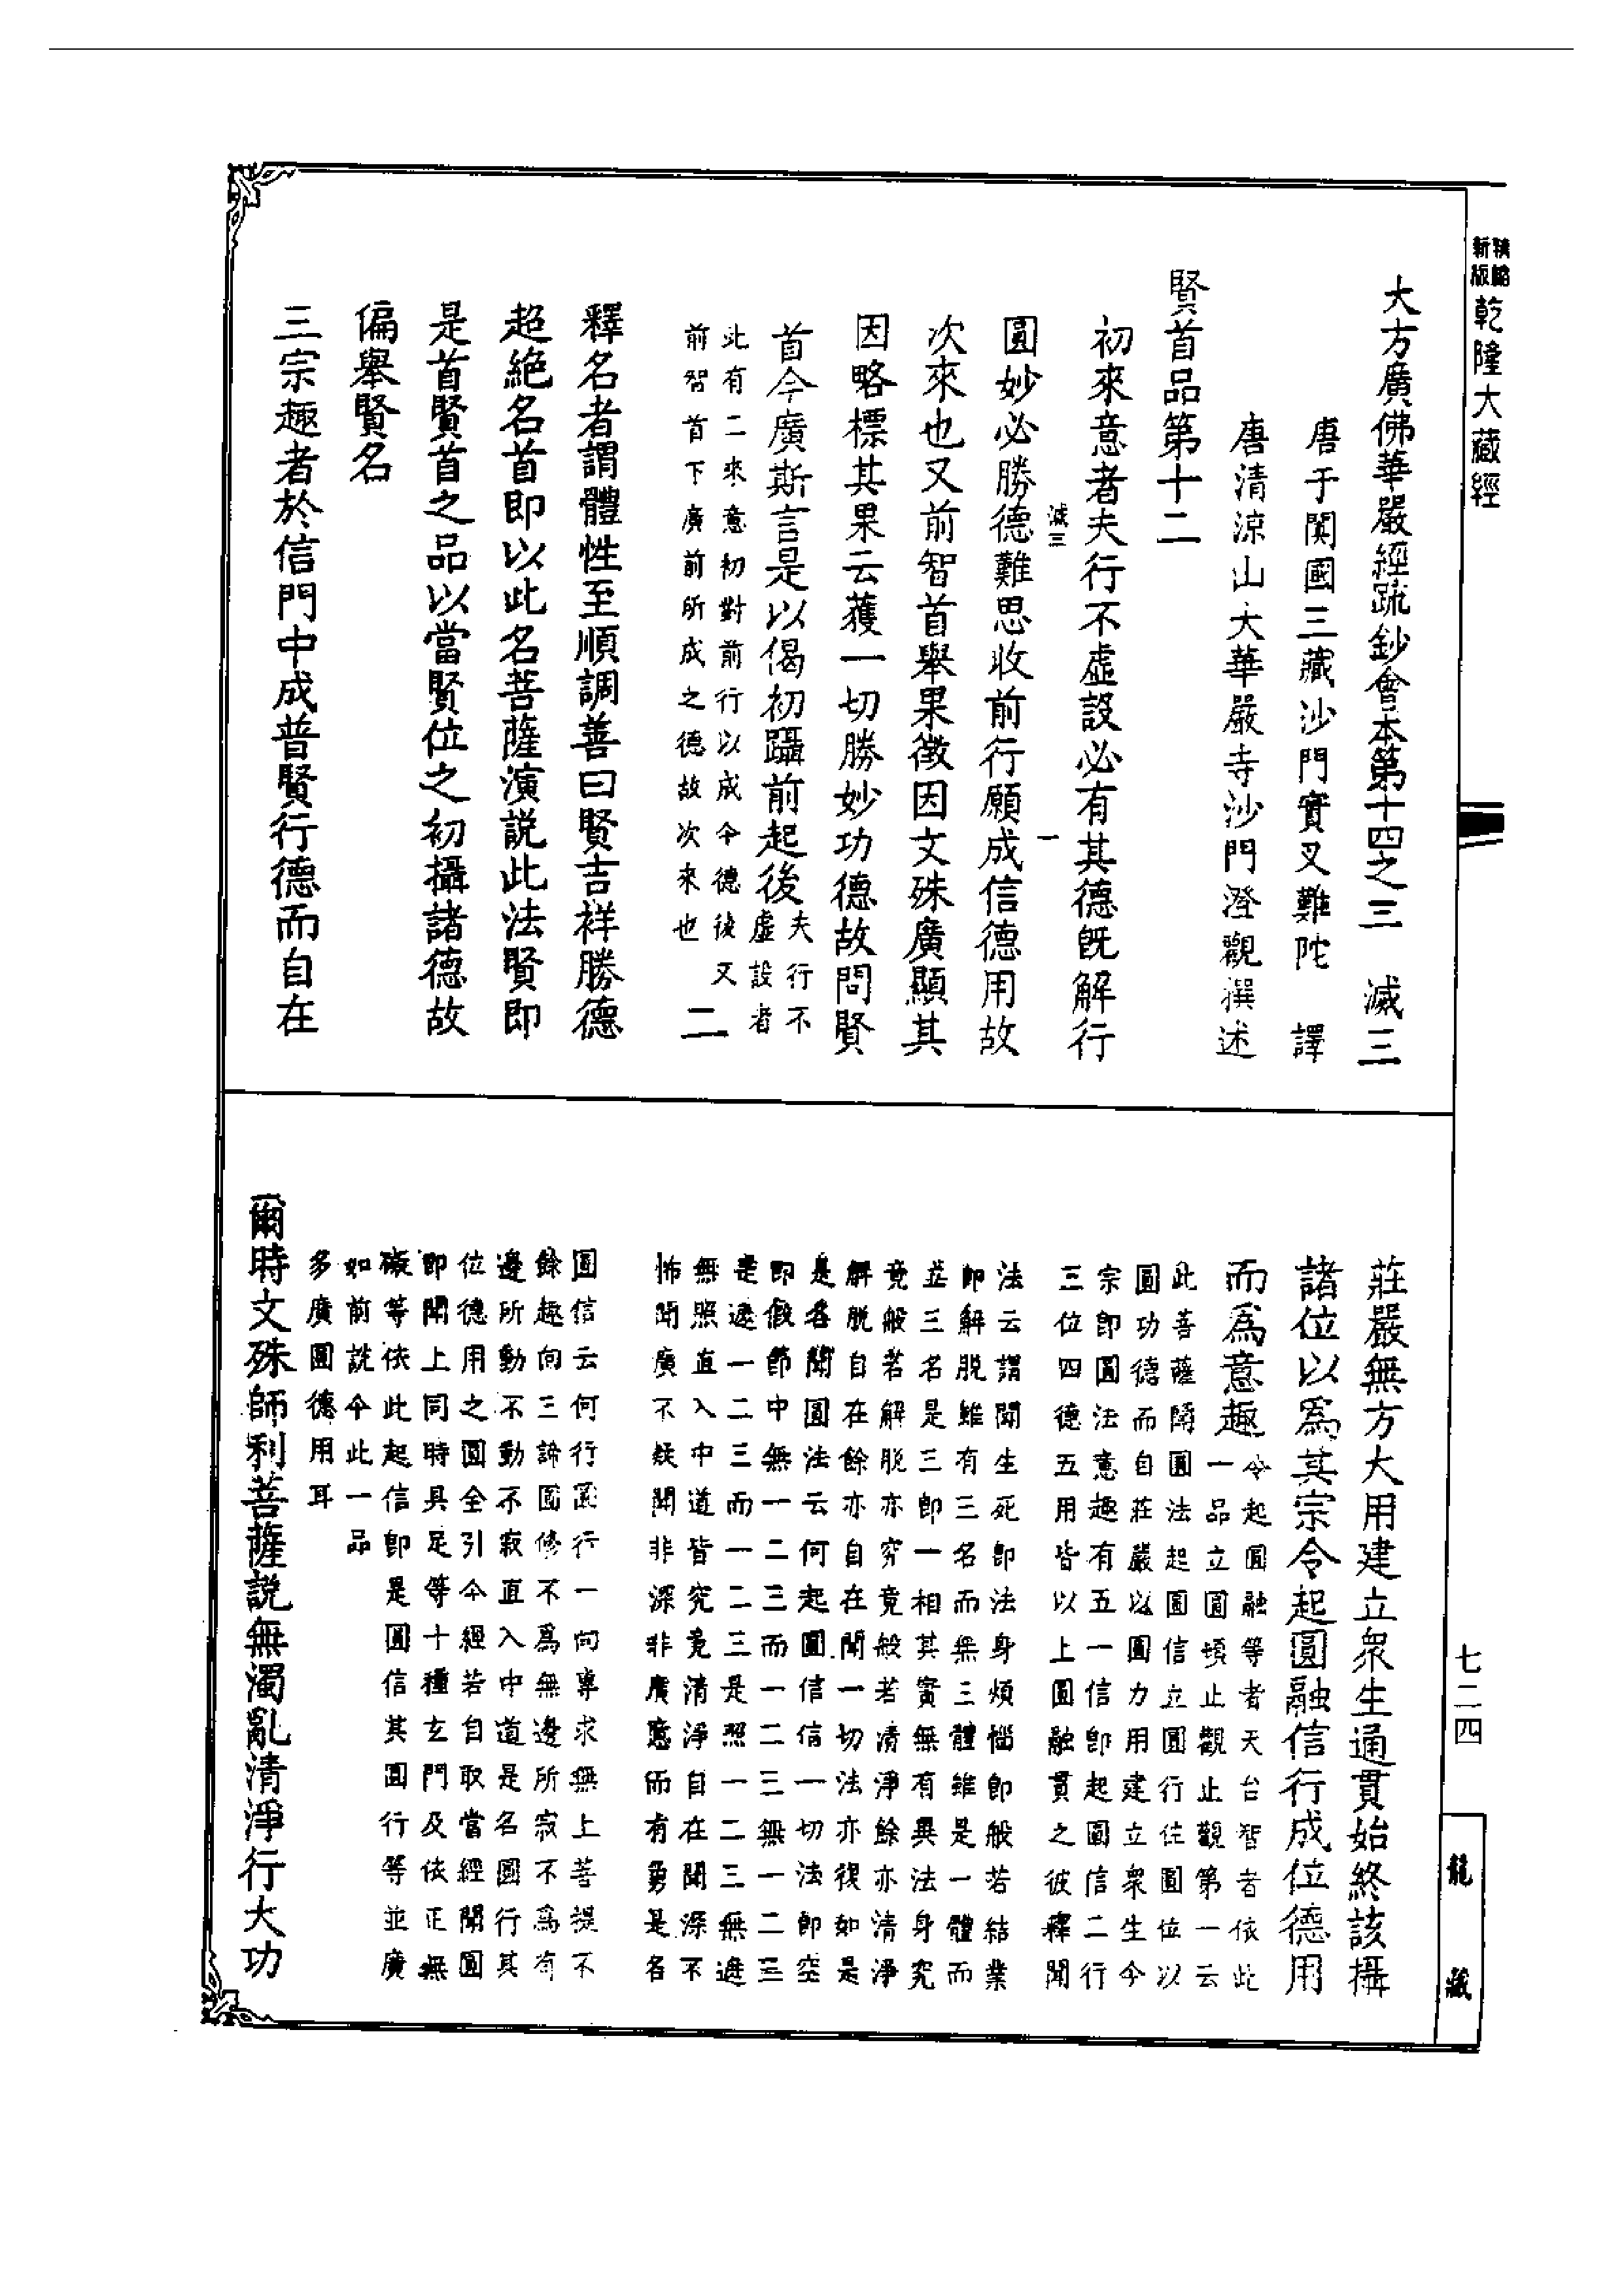 精縮新版
乾隆大藏經
大方廣佛華嚴經疏鈔會本第十四之三　減三
唐于闐國三藏沙門實叉難陀　譯
唐清涼山大華嚴寺沙門澄觀撰述
賢首品第十二
初來意者夫行不虛設必有其德旣解行
減三　一
圓妙必勝德難思收前行願成信德用故
次來也又前智首舉果徵因文殊廣顯其
因略標其果云獲一切勝妙功德故問賢
首今廣斯言是以偈初躡前起後夫行不虛設者
此有二來意初對前行以成今德後又
前智首下廣前所成之德故次來也　二
釋名者謂體性至順調善曰賢吉祥勝德
超絕名首即以此名菩薩演說此法賢即
是首賢首之品以當賢位之初攝諸德故
偏舉賢名
三宗趣者於信門中成普賢行德而自在
莊嚴無方大用建立衆生通貫始終該攝
諸位以爲其宗令起圓融信行成位德用
而爲意趣令起圓融等者天台智者依此一品立圓頓止觀止觀第一云
此菩薩聞圓法起圓信立圓行住圓位以
圓功德而自莊嚴以圓力用建立衆生今
宗即圓法意趣有五一信即起圓信二行
三位四德五用皆以上圓融貫之彼釋聞
法云謂聞生死即法身煩惱即般若結業
即解脫雖有三名而無三體雖是一體而
並三名是三即一相其實無有異法身究
竟般若解脫亦究竟般若清淨餘亦清淨
解脫自在餘亦自在聞一切法亦復如是
是名聞圓法云何起圓信信一切法即空
即假即中無一二三而一二三無一二三
是遮一二三而一二三是照一二三無遮
無照直入中道皆究竟清淨自在聞深不
怖聞廣不疑聞非深非廣意而有勇是名
圓信云何行圓行一向專求無上菩提不
餘趣向三諦圓修不爲無邊所寂不爲有
邊所動不動不寂直入中道是名圓行其
位德用之圓全引今經若自取當經聞圓
即聞上同時具足等十種玄門及依正無
礙等依此起信即是圓信其圓行等並廣
如前說今此一品
多廣圓德用耳
爾時文殊師利菩薩說無濁亂清淨行大功
七二四
龍藏